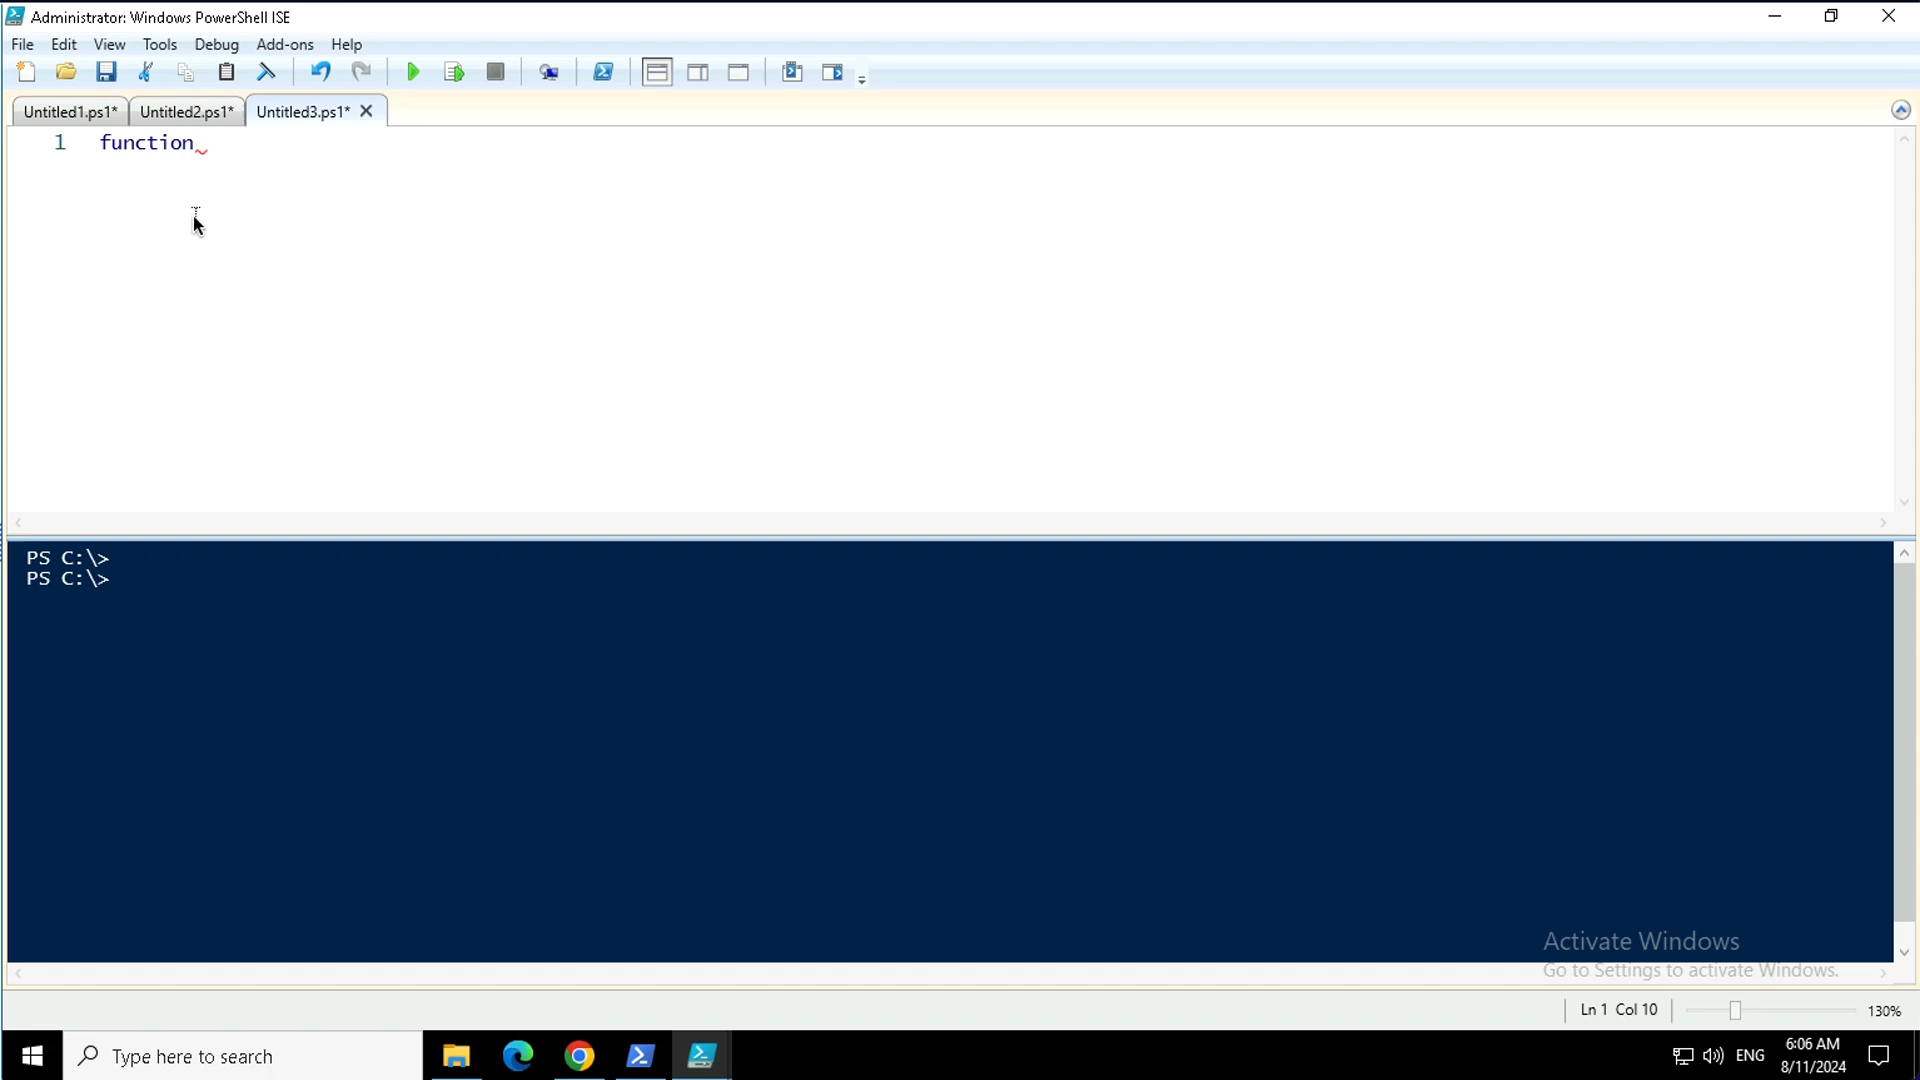 Administrator: Windows PowerShell ISE
File Edit View Tools Debug Add-ons Help
Untitled1.ps1* Untitled2.ps1* Untitled3.ps1*
1 function
PS C:\>
PS C:\>
Activate Windows
Go to Settings to activate Windows.
Ln 1 Col 10 130%
Type here to search
ENG
6:06 AM
8/11/2024